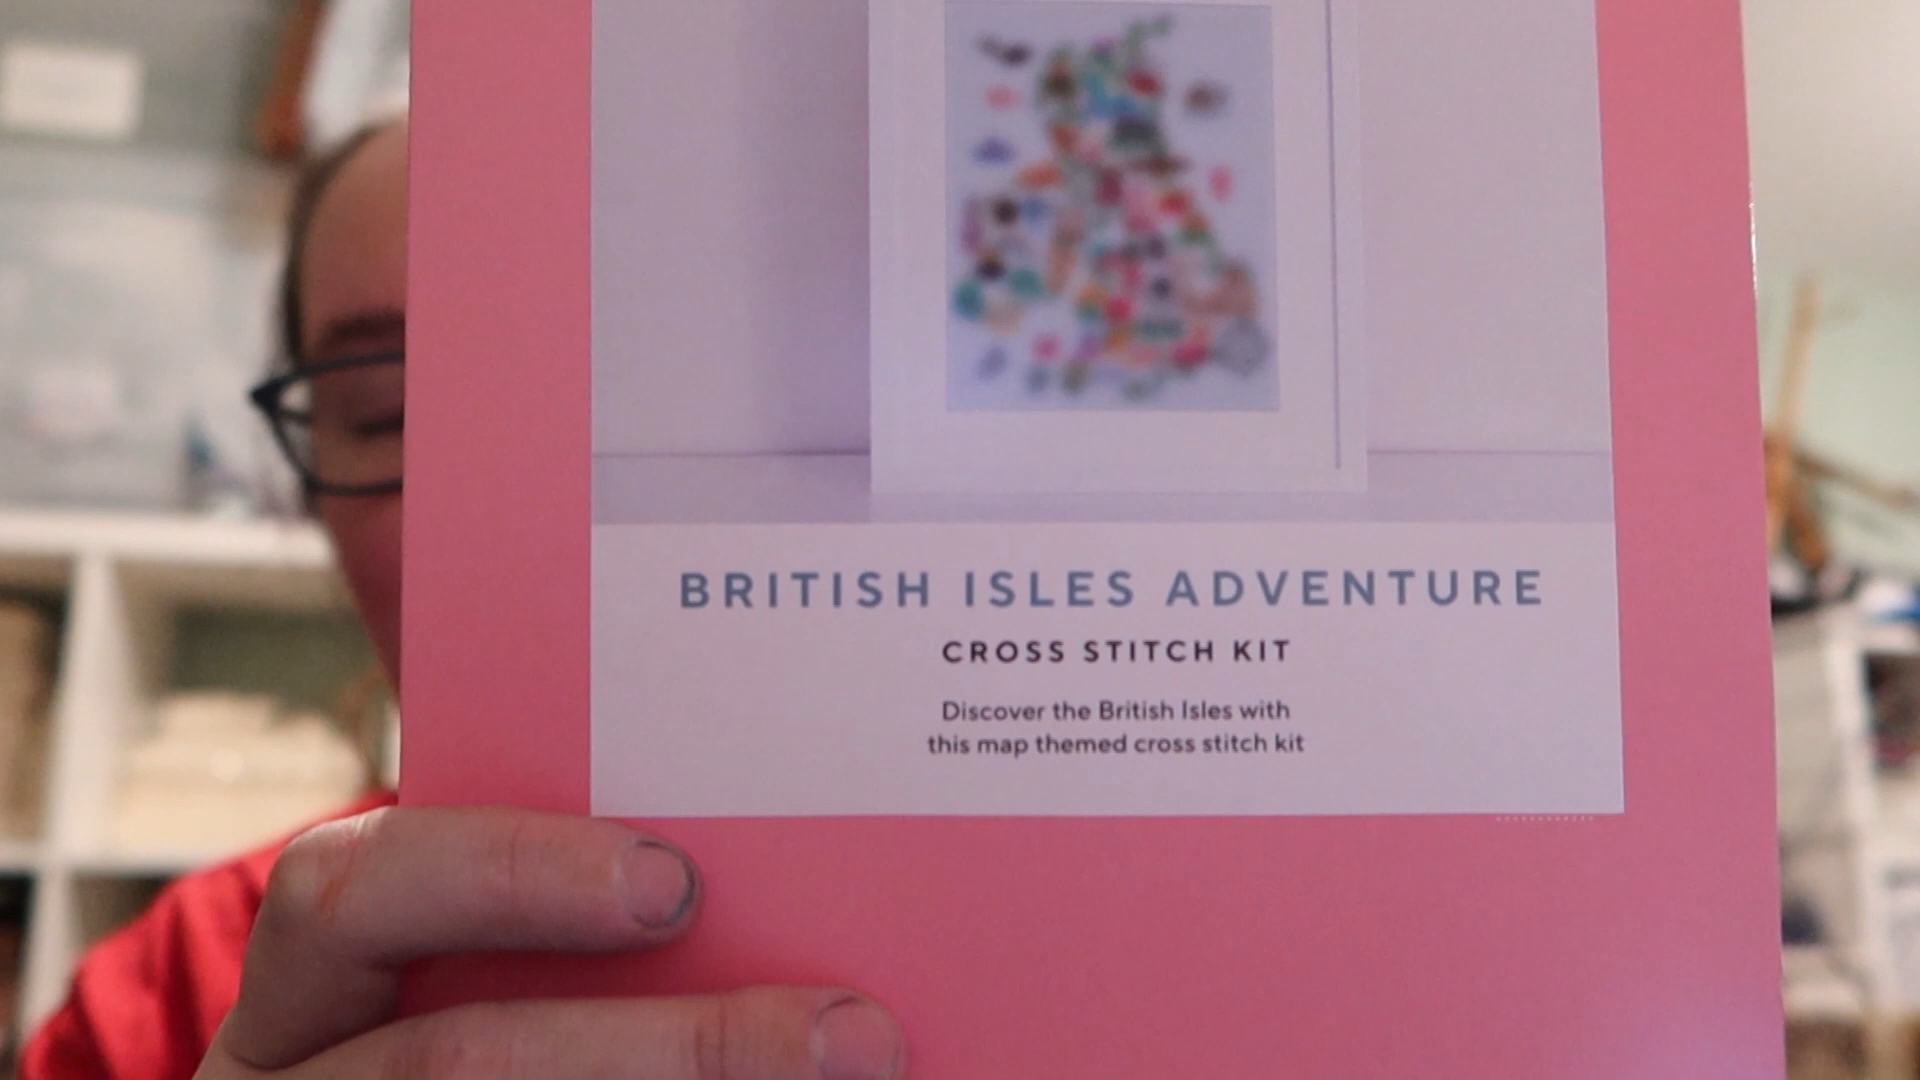 BRITISH ISLES ADVENTURE
CROSS STITCH KIT
Discover the British Isles with
this map themed cross stitch kit